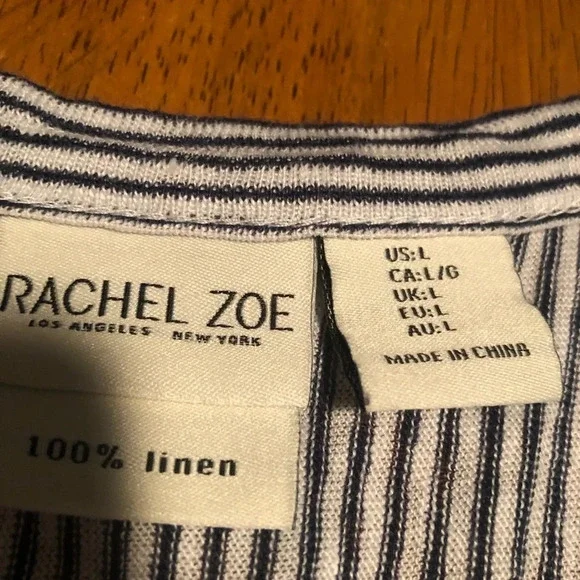 RACHEL ZOE
LOS ANGELES NEW YORK
100% linen
US:L
CA:L/G
UK:L
EU:L
AU:L
MADE IN CHINA